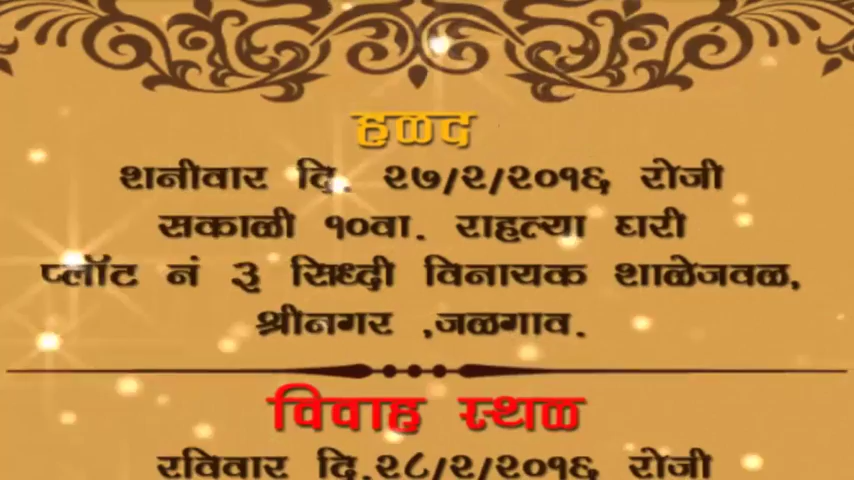 हळद
शनीवार दि. २७/२/२०१६ रोजी
सकाळी १०वा. राहत्या घरी
प्लॉट नं ३ सिध्दी विनायक शाळेजवळ,
श्रीनगर ,जळगाव.
विवाह स्थळ
रविवार दि.२८/२/२०१६ रोजी